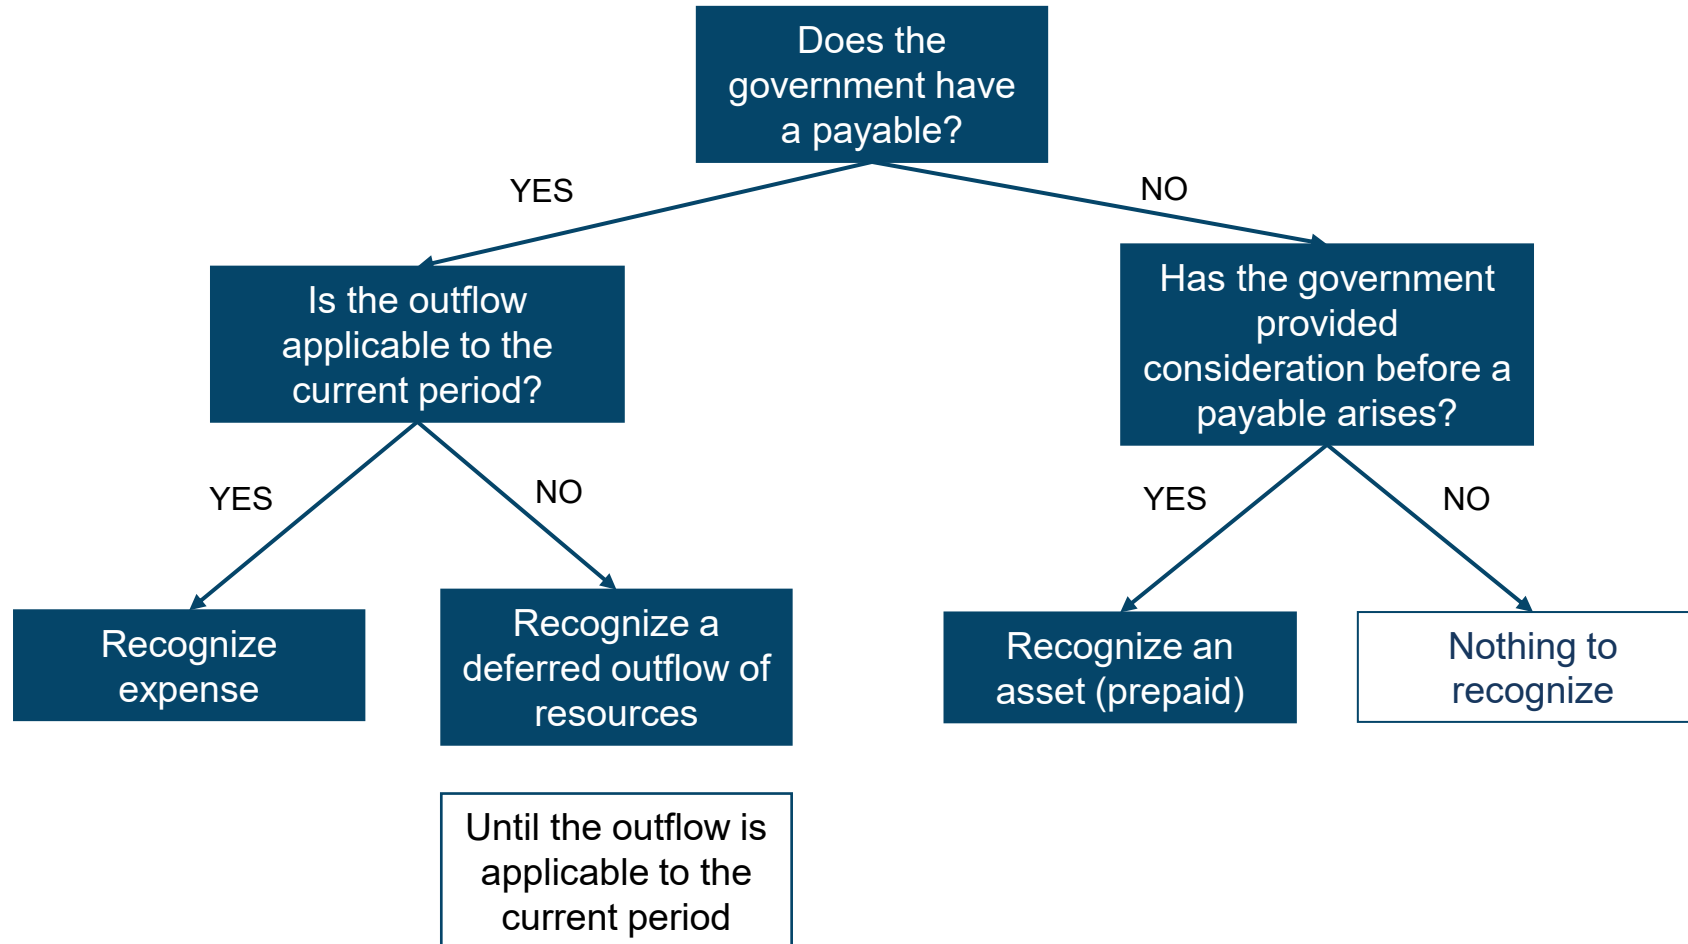 Does the
government have
a payable?
YES
NO
Is the outflow
applicable to the
current period?
Has the government
provided
consideration before a
payable arises?
YES
NO
YES
NO
Recognize
expense
Recognize a
deferred outflow of
resources
Recognize an
asset (prepaid)
Nothing to
recognize
Until the outflow is
applicable to the
current period